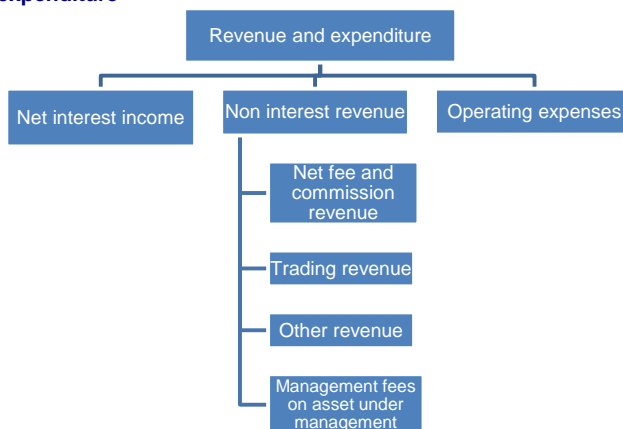 expenditure
Revenue and expenditure
Net interest income
Non interest revenue
Operating expenses
Net fee and
commission
revenue
Trading revenue
Other revenue
Management fees
on asset under
management